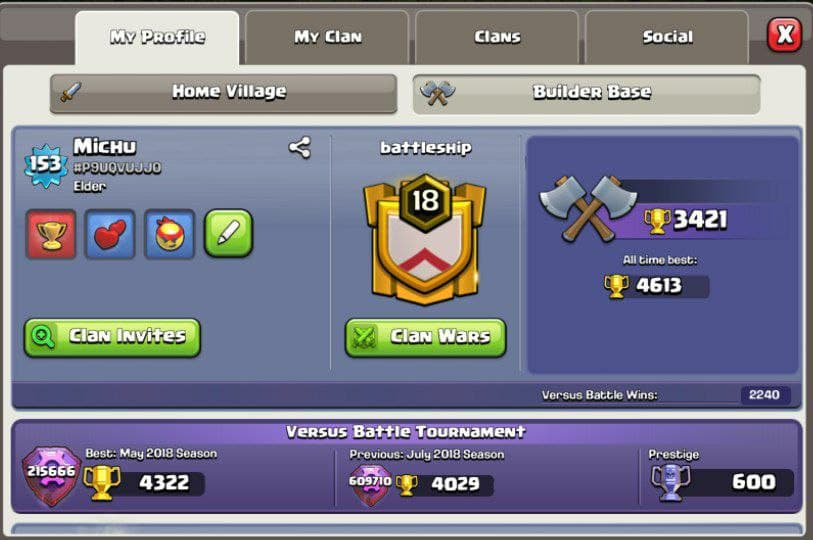 My Profile
My Clan
Clans
Social
X
Home Village
Builder Base
153
Michu
#P9UQVUJJ0
Elder
battleship
18
3421
All time best:
4613
Clan Invites
Clan Wars
Versus Battle Wins:
2240
Versus Battle Tournament
215666
Best: May 2018 Season
4322
Previous: July 2018 Season
609710
4029
Prestige
600